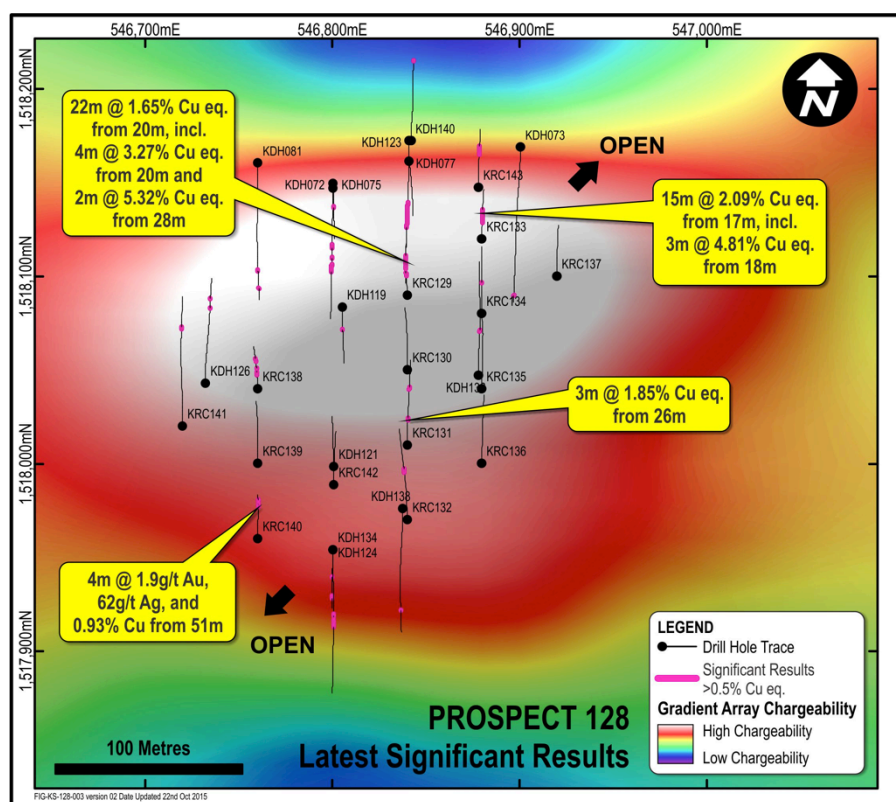 546,700mE
546,800mE
546,900mE
547,000mE
1,518,200mN
1,518,100mN
1,518,000mN
1,517,900mN
N
22m @ 1.65% Cu eq.
from 20m, incl.
4m @ 3.27% Cu eq.
from 20m and
2m @ 5.32% Cu eq.
from 28m
KDH081
KDH072
KDH075
KDH140
KDH123
KDH077
KDH073
KRC143
OPEN
15m @ 2.09% Cu eq.
from 17m, incl.
3m @ 4.81% Cu eq.
from 18m
KRC133
KRC137
KRC129
KDH119
KRC134
KDH126
KRC138
KRC130
KRC135
KRC141
3m @ 1.85% Cu eq.
from 26m
KRC131
KRC139
KDH121
KRC142
KRC136
KRC140
KDH138
KRC132
KDH134
KDH124
4m @ 1.9g/t Au,
62g/t Ag, and
0.93% Cu from 51m
OPEN
LEGEND
Drill Hole Trace
Significant Results
>0.5% Cu eq.
Gradient Array Chargeability
High Chargeability
Low Chargeability
PROSPECT 128
Latest Significant Results
100 Metres
FIG-KS-128-003 version 02 Date Updated 22nd Oct 2015